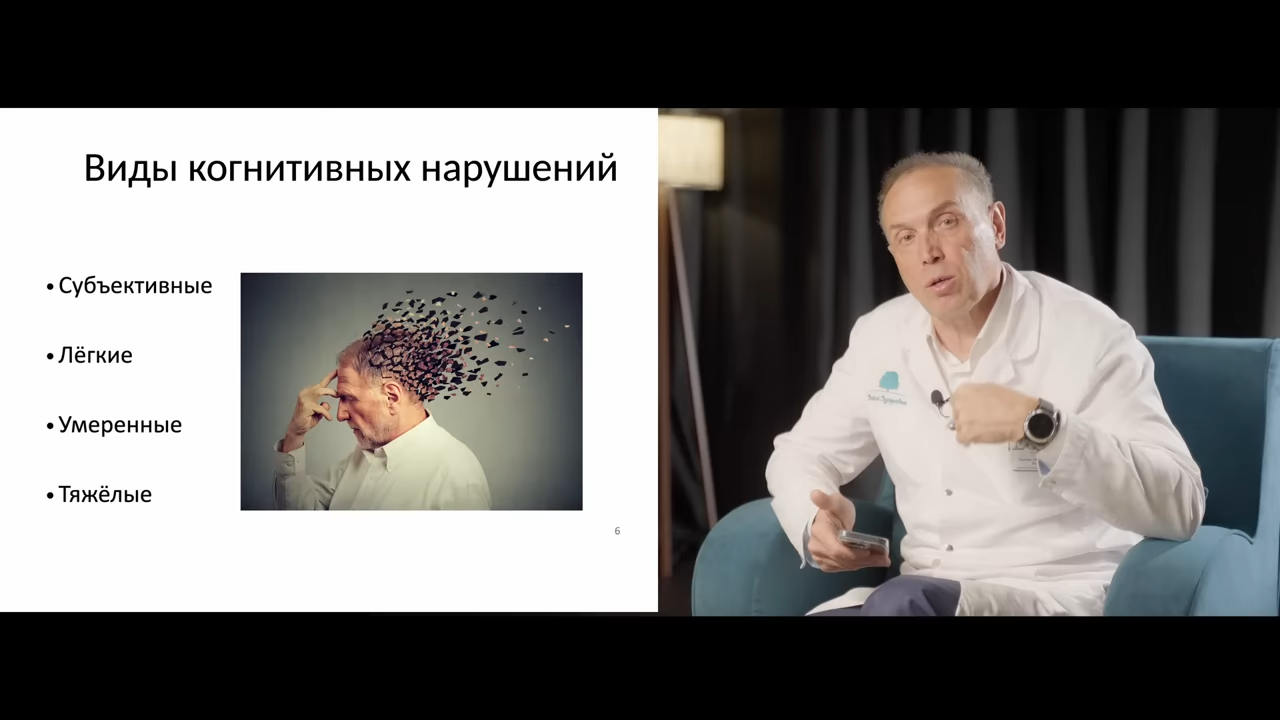 Виды когнитивных нарушений
• Субъективные
• Лёгкие
• Умеренные
• Тяжёлые
6